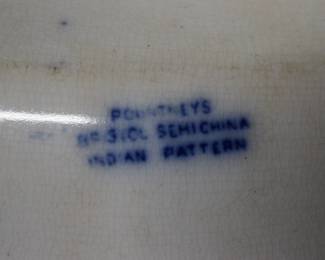 POUNTNEYS
BRISTOL SEMICHINA
INDIAN PATTERN